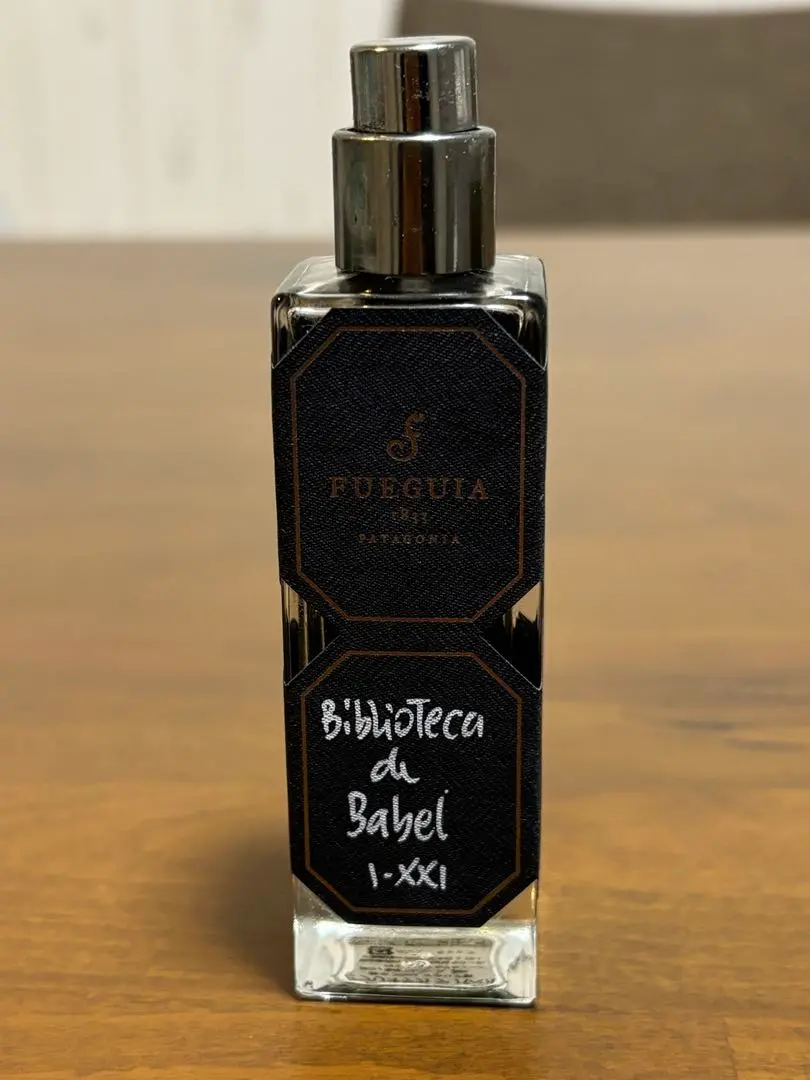 FUEGUIA
1833
PATAGONIA
BiblioTeca
de
Babel
I-XXI